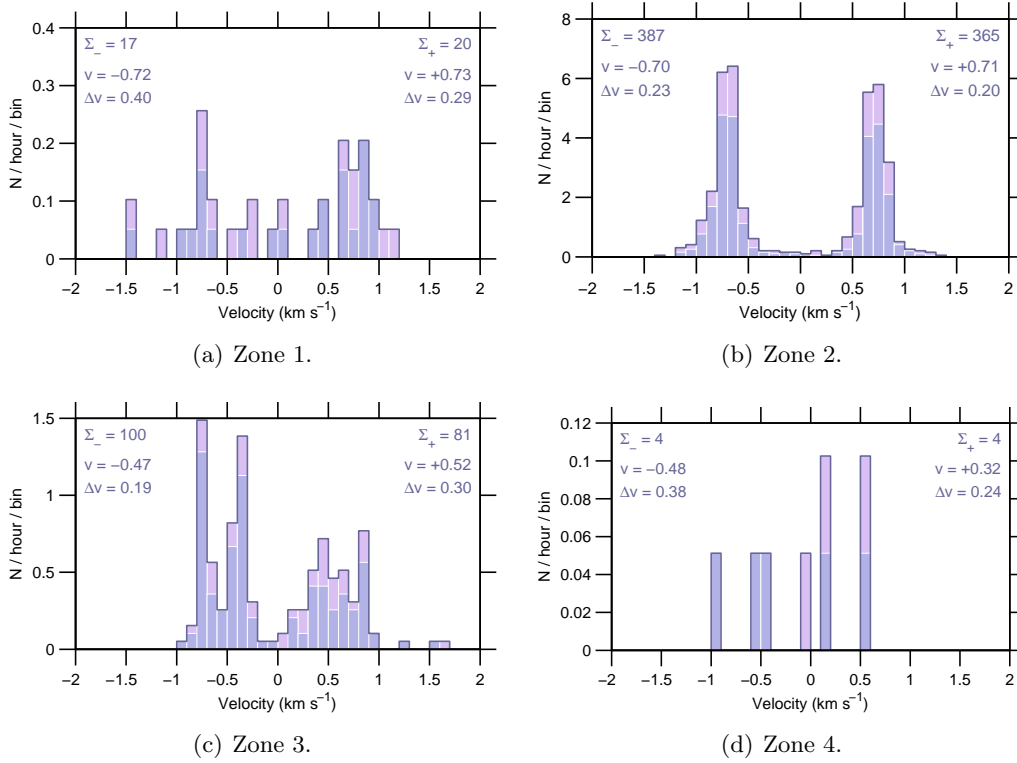 0.4
0.3
0.2
0.1
0
N / hour / bin
Σ− = 17
v = −0.72
Δv = 0.40
Σ+ = 20
v = +0.73
Δv = 0.29
−2 −1.5 −1 −0.5 0 0.5 1 1.5 2
Velocity (km s−1)
(a) Zone 1.
8
6
4
2
0
N / hour / bin
Σ− = 387
v = −0.70
Δv = 0.23
Σ+ = 365
v = +0.71
Δv = 0.20
−2 −1.5 −1 −0.5 0 0.5 1 1.5 2
Velocity (km s−1)
(b) Zone 2.
1.5
1
0.5
0
N / hour / bin
Σ− = 100
v = −0.47
Δv = 0.19
Σ+ = 81
v = +0.52
Δv = 0.30
−2 −1.5 −1 −0.5 0 0.5 1 1.5 2
Velocity (km s−1)
(c) Zone 3.
0.12
0.1
0.08
0.06
0.04
0.02
0
N / hour / bin
Σ− = 4
v = −0.48
Δv = 0.38
Σ+ = 4
v = +0.32
Δv = 0.24
−2 −1.5 −1 −0.5 0 0.5 1 1.5 2
Velocity (km s−1)
(d) Zone 4.